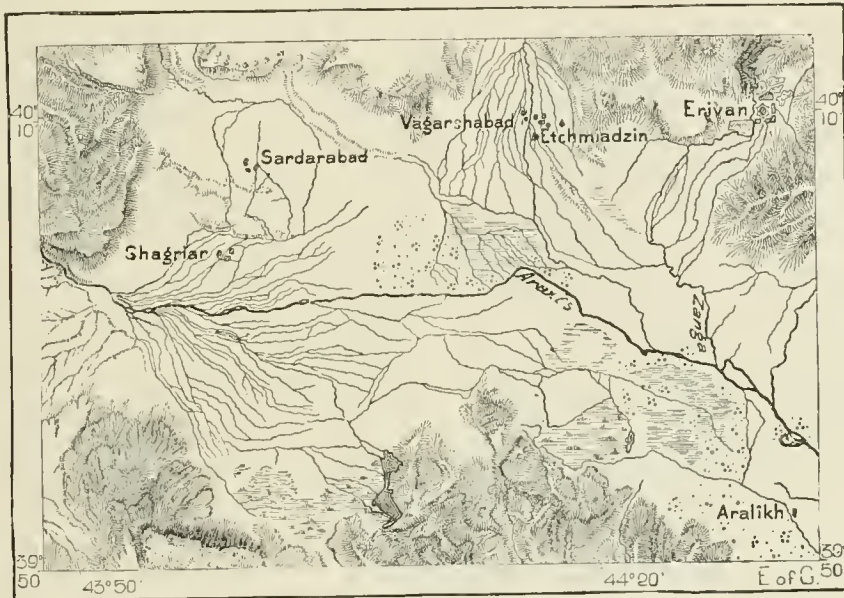 40°
10'
Vagarshabad
Etchmiadzin
Erivan
40°
10'
Sardarabad
Shagriar
Zanga
Aralikh
39°
50
43°50'
44°20'
E of G.
39°
50